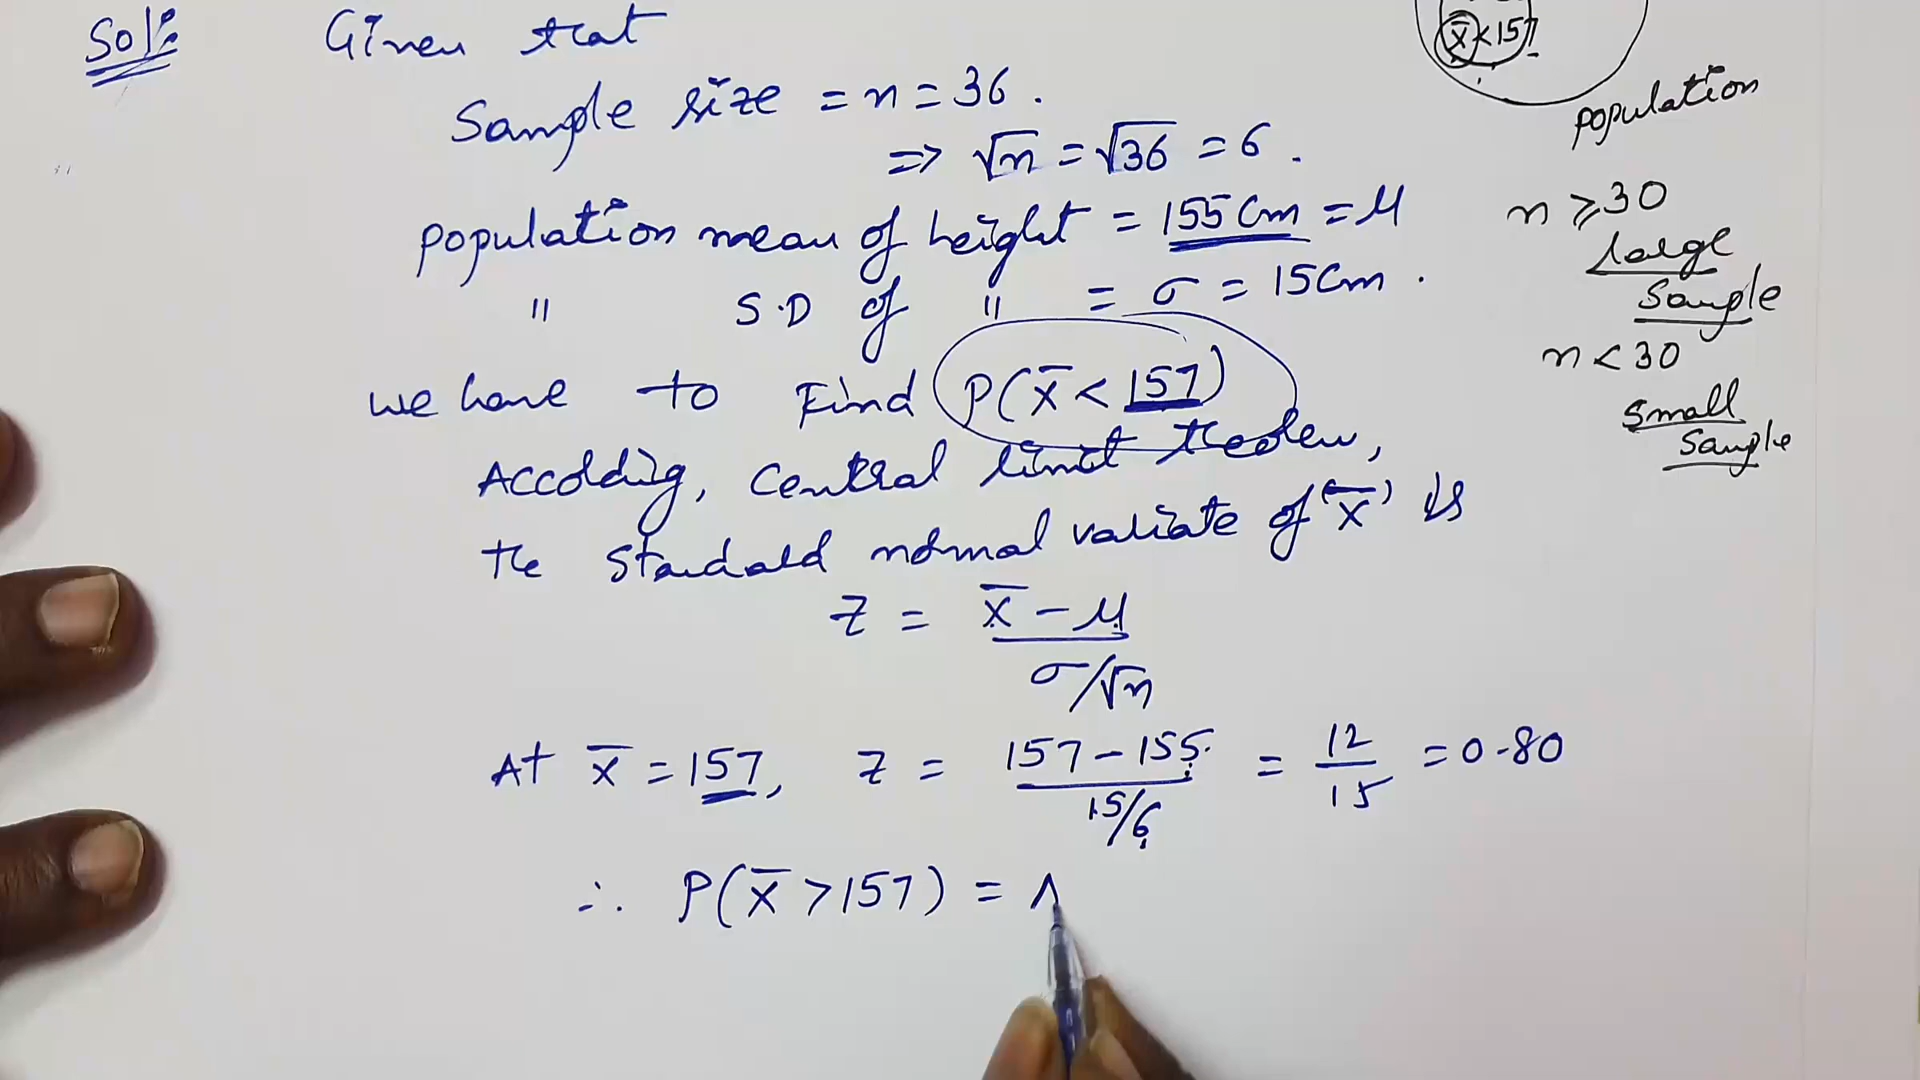 Sol:
Given that
Sample size = n = 36.
=> √n = √36 = 6.
population mean of height = 155 Cm = μ
" S.D of " = σ = 15 Cm.
we have to Find P(x̄ < 157)
According, Central limit theorem,
the Standard normal variate of (x̄) is
Z = x̄ - μ / σ/√n
At x̄ = 157, Z = 157 - 155 / 15/6 = 12/15 = 0.80
∴ P(x̄ > 157) =
x̄ < 157
population
n ≥ 30
large
Sample
n < 30
Small
Sample